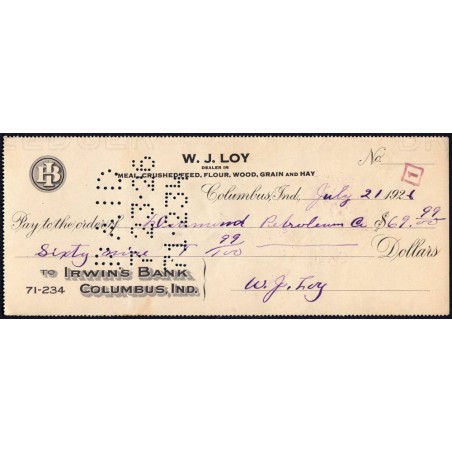 W. J. LOY
DEALER IN
MEAL, CRUSHED FEED, FLOUR, WOOD, GRAIN AND HAY
No.
1
Columbus, Ind., July 21 192
Pay to the order of Diamond Petroleum Co $69.99
Sixty nine & 99/100 Dollars
TO IRWIN'S BANK
71-234 COLUMBUS, IND.
W. J. Loy